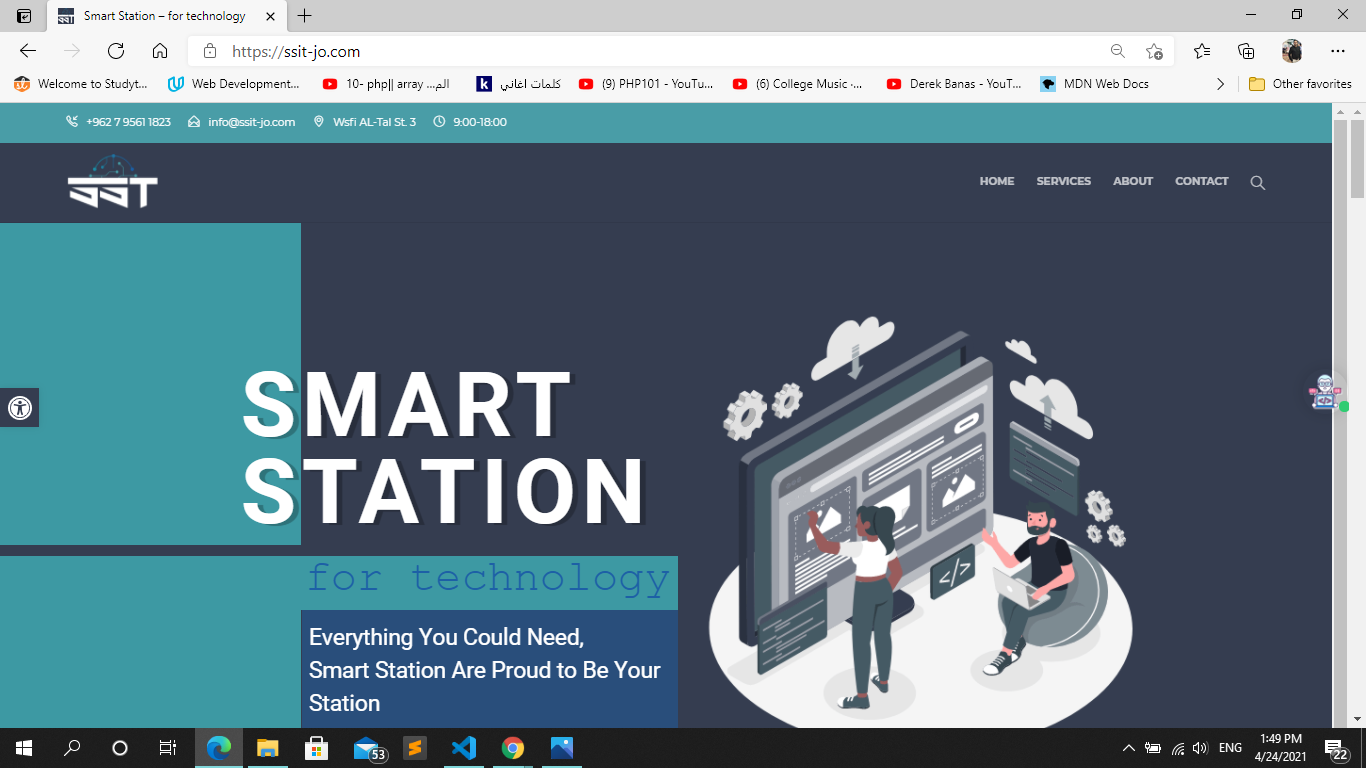 Smart Station – for technology
https://ssit-jo.com
Welcome to Studyt...
Web Development...
10- php|| array ...الم
كلمات اغاني
(9) PHP101 - YouTu...
(6) College Music -...
Derek Banas - YouT...
MDN Web Docs
Other favorites
+962 7 9561 1823
info@ssit-jo.com
Wsfi AL-Tal St. 3
9:00-18:00
SST
HOME
SERVICES
ABOUT
CONTACT
SMART
STATION
for technology
Everything You Could Need,
Smart Station Are Proud to Be Your
Station
</>
53
ENG
1:49 PM
4/24/2021
22